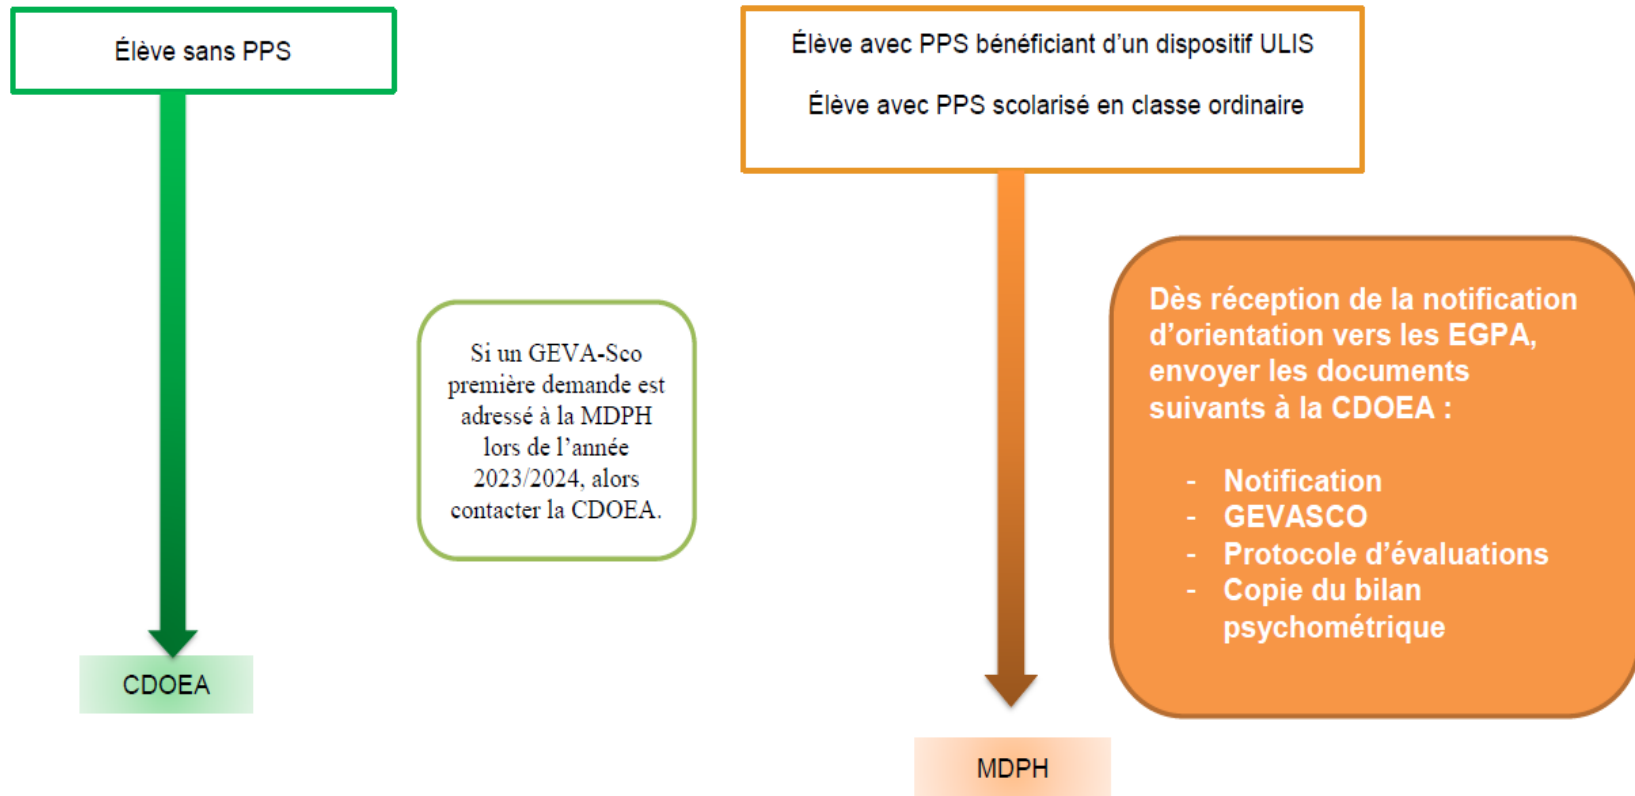 Élève sans PPS
Élève avec PPS bénéficiant d’un dispositif ULIS
Élève avec PPS scolarisé en classe ordinaire
Si un GEVA-Sco
première demande est
adressé à la MDPH
lors de l’année
2023/2024, alors
contacter la CDOEA.
Dès réception de la notification
d’orientation vers les EGPA,
envoyer les documents
suivants à la CDOEA :
- Notification
- GEVASCO
- Protocole d’évaluations
- Copie du bilan
psychométrique
CDOEA
MDPH